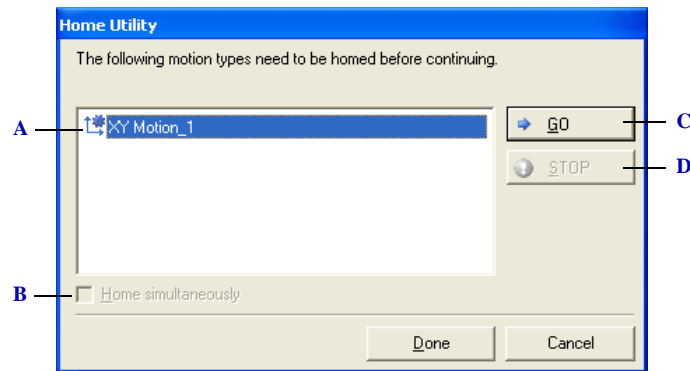 Home Utility
The following motion types need to be homed before continuing.
A XY Motion_1 GO C
STOP D
B Home simultaneously
Done Cancel